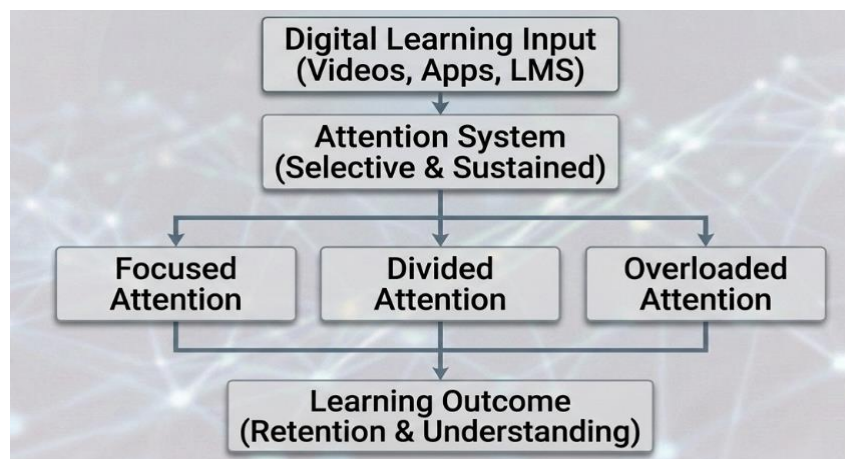 Digital Learning Input
(Videos, Apps, LMS)
Attention System
(Selective & Sustained)
Focused
Attention
Divided
Attention
Overloaded
Attention
Learning Outcome
(Retention & Understanding)